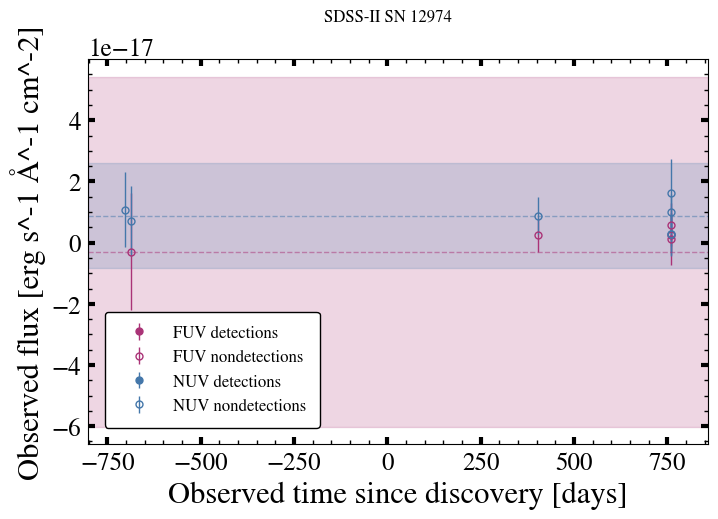 SDSS-II SN 12974
1e−17
Observed flux [erg s^-1 Å^-1 cm^-2]
4
2
0
−2
−4
−6
FUV detections
FUV nondetections
NUV detections
NUV nondetections
−750 −500 −250 0 250 500 750
Observed time since discovery [days]